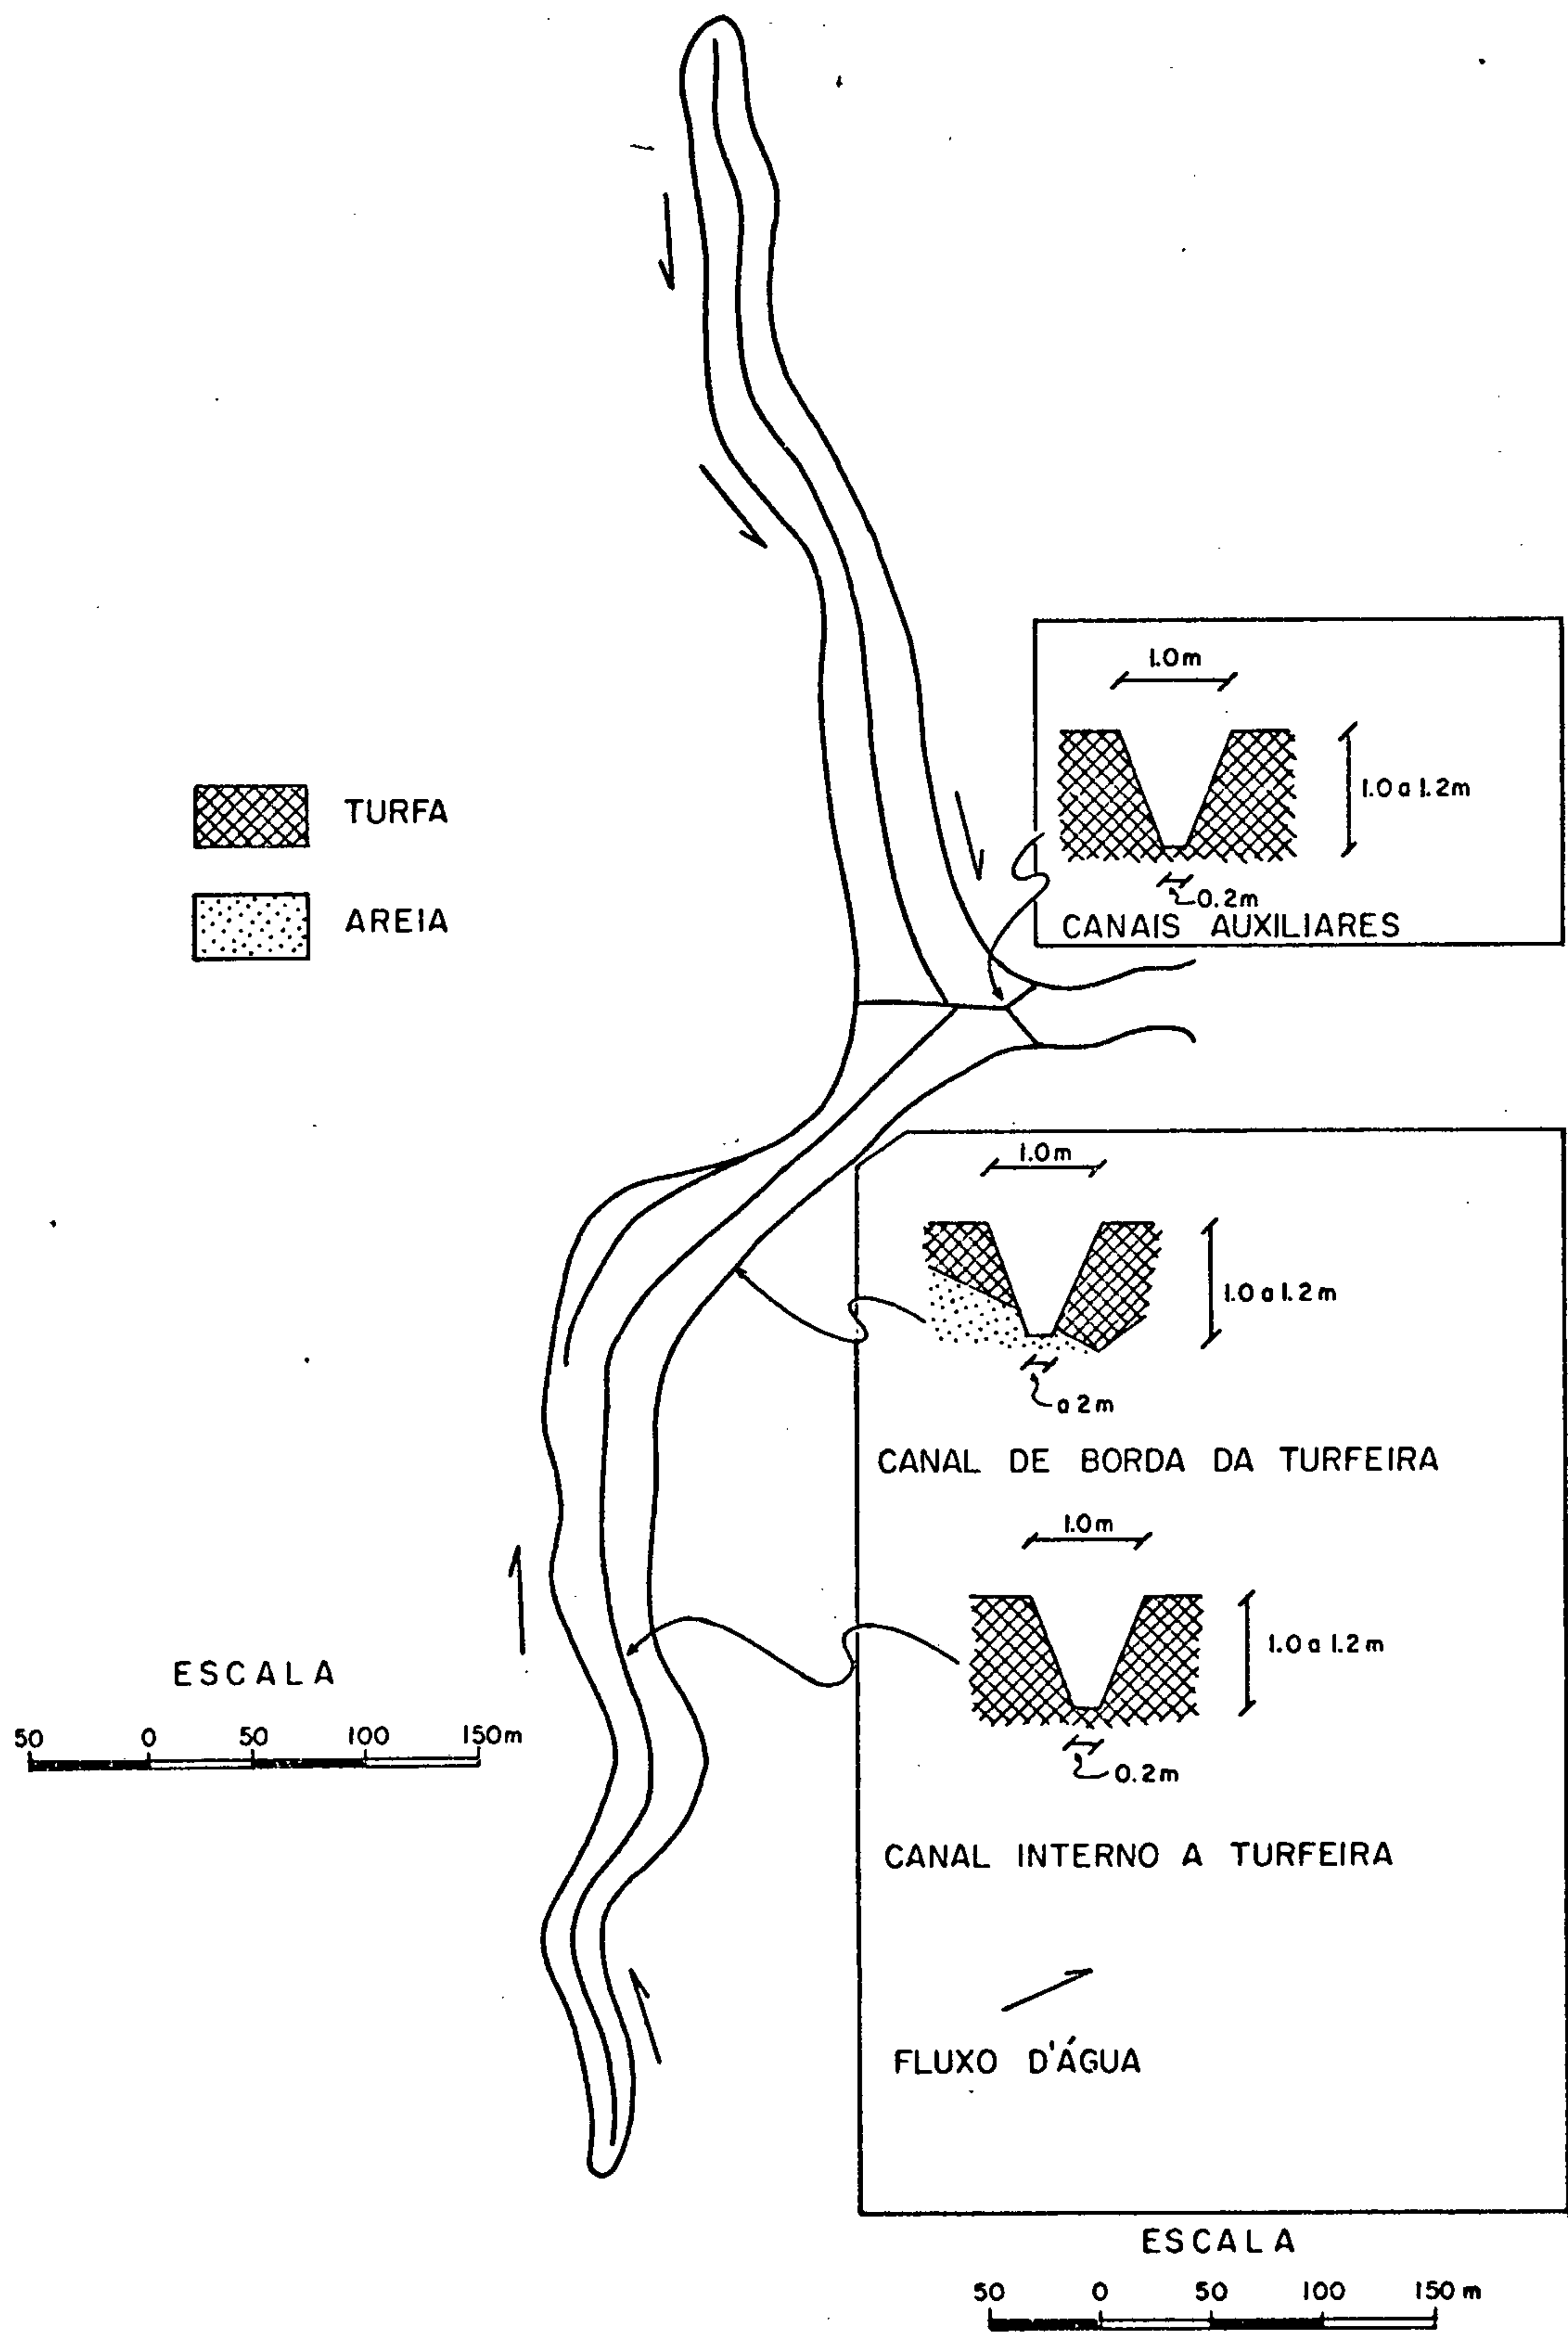 1.0m
1.0 a 1.2m
0.2m
CANAIS AUXILIARES
TURFA
AREIA
1.0m
1.0 a 1.2m
a 2m
CANAL DE BORDA DA TURFEIRA
1.0m
1.0 a 1.2m
0.2m
CANAL INTERNO A TURFEIRA
FLUXO D'ÁGUA
ESCALA
50 0 50 100 150m
ESCALA
50 0 50 100 150 m